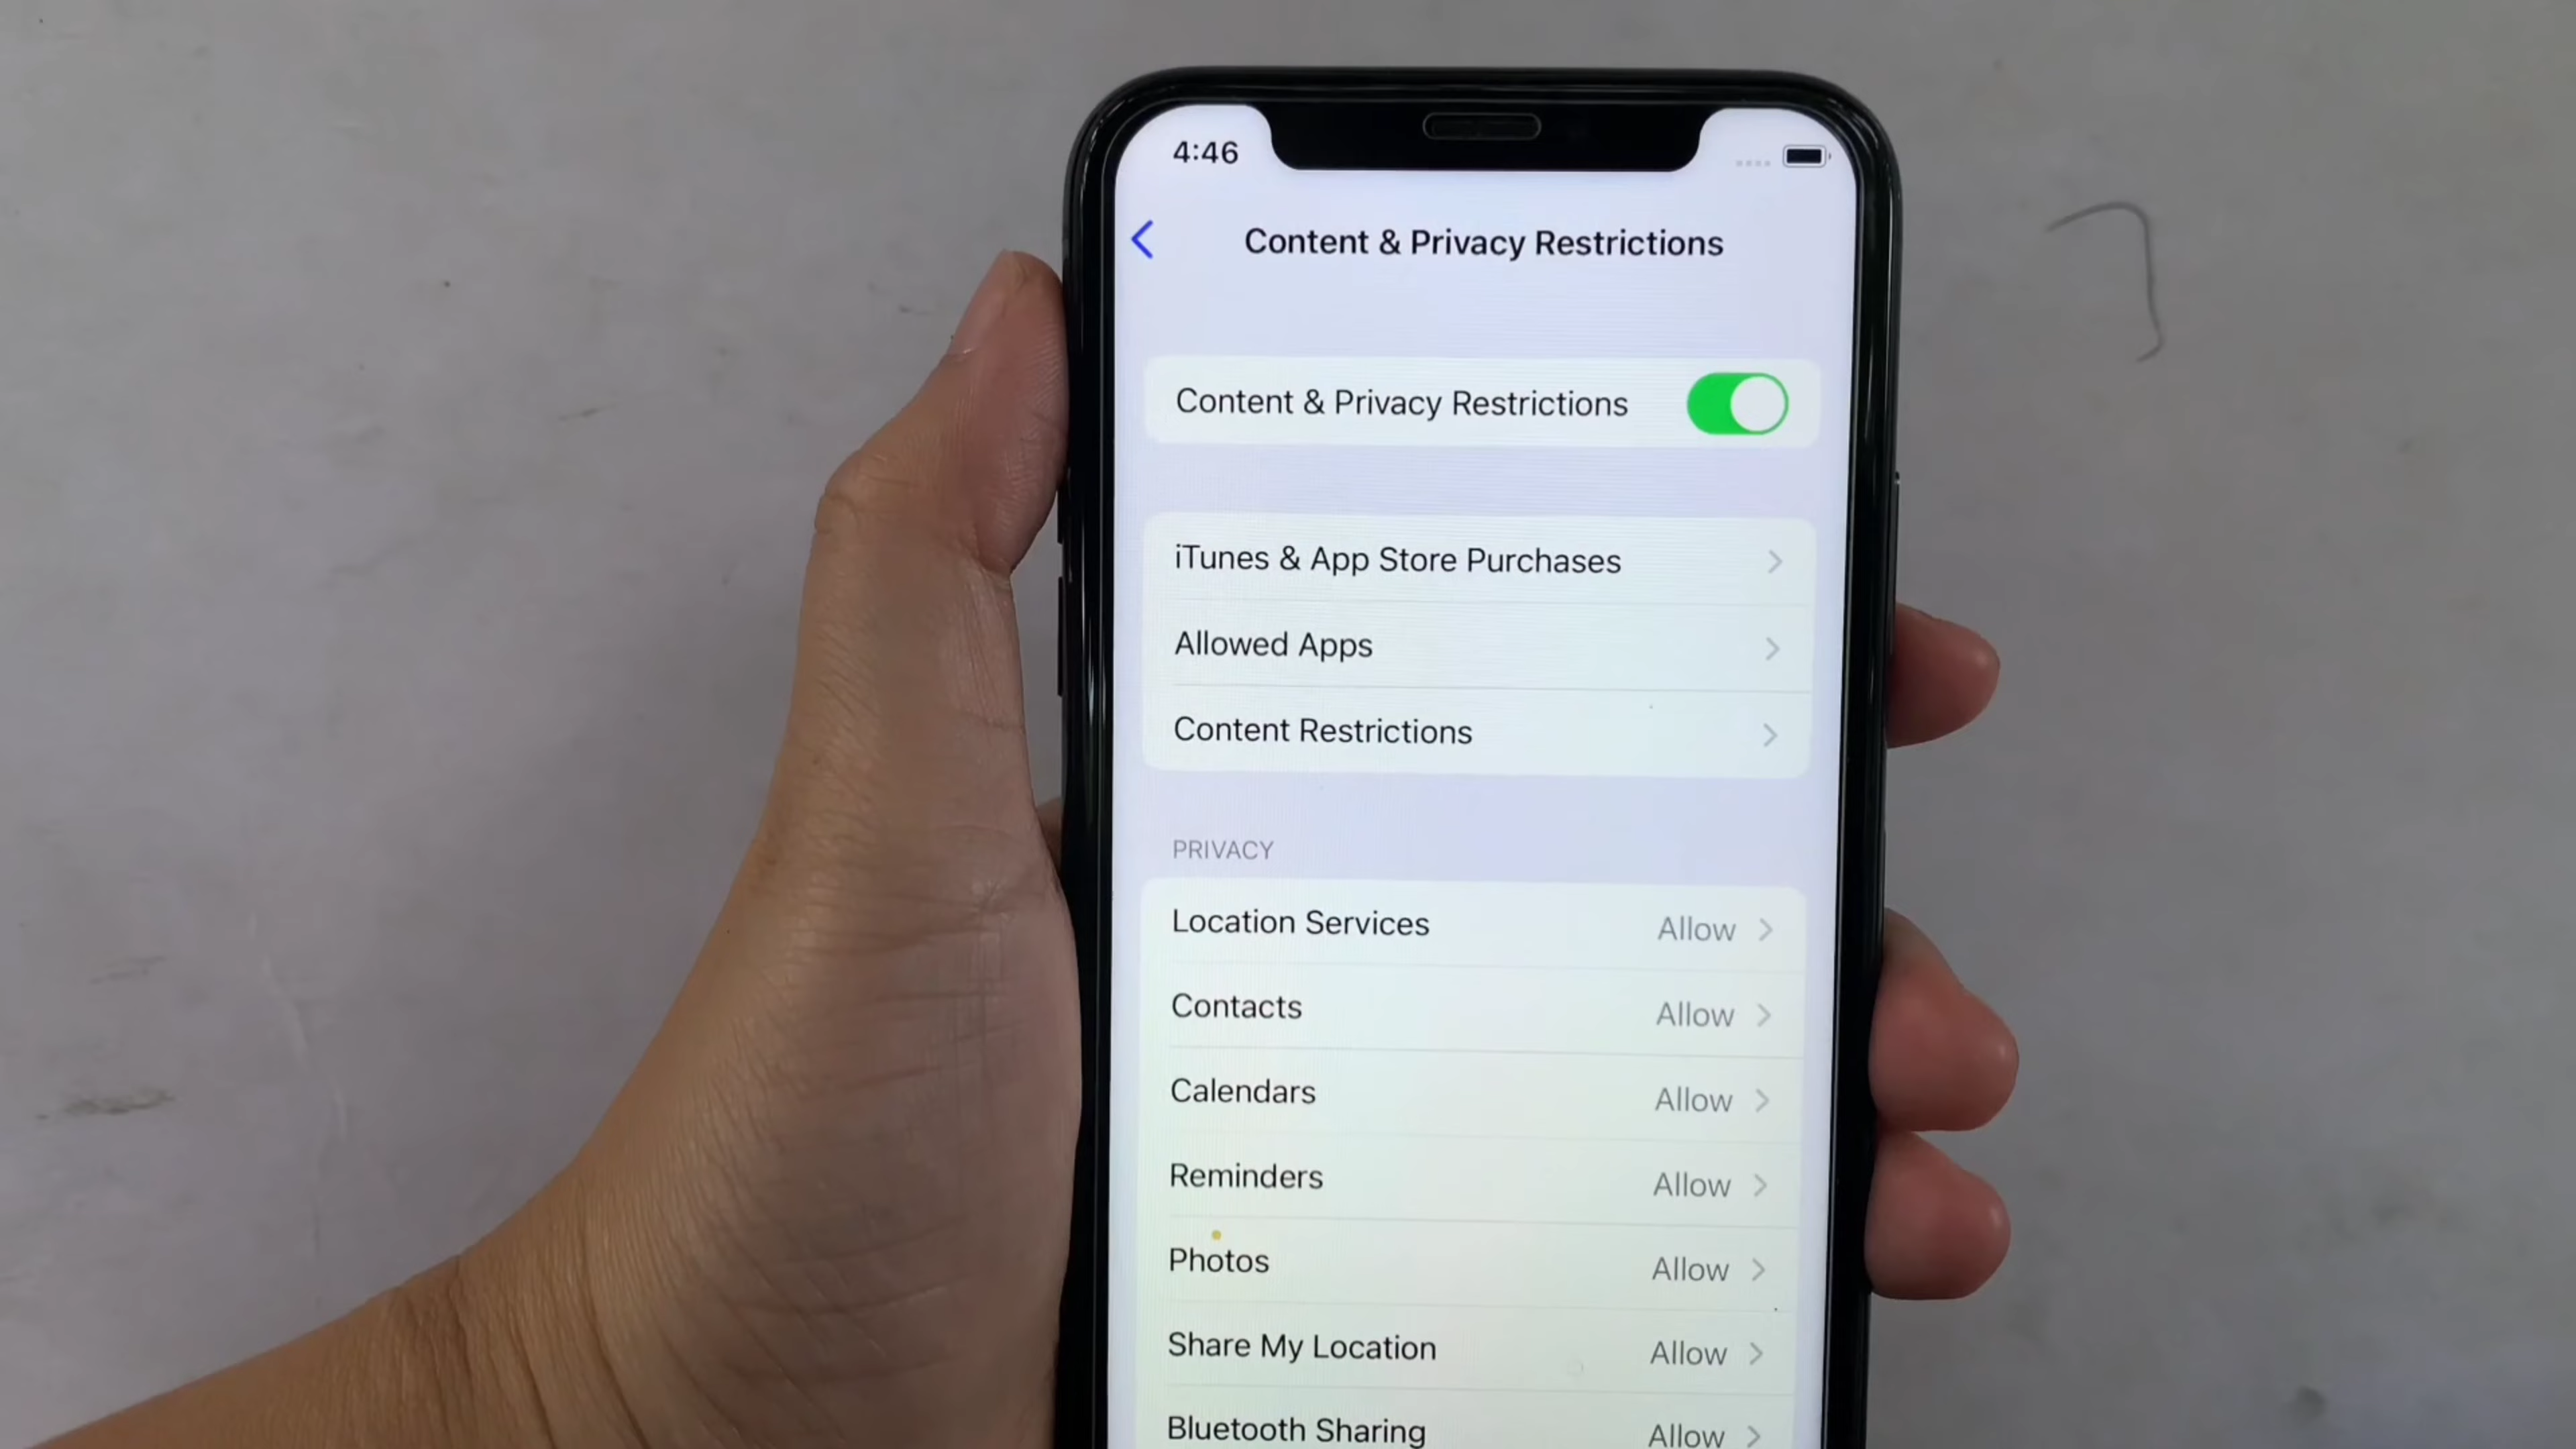 4:46
Content & Privacy Restrictions
Content & Privacy Restrictions
iTunes & App Store Purchases
Allowed Apps
Content Restrictions
PRIVACY
Location Services Allow
Contacts Allow
Calendars Allow
Reminders Allow
Photos Allow
Share My Location Allow
Bluetooth Sharing Allow